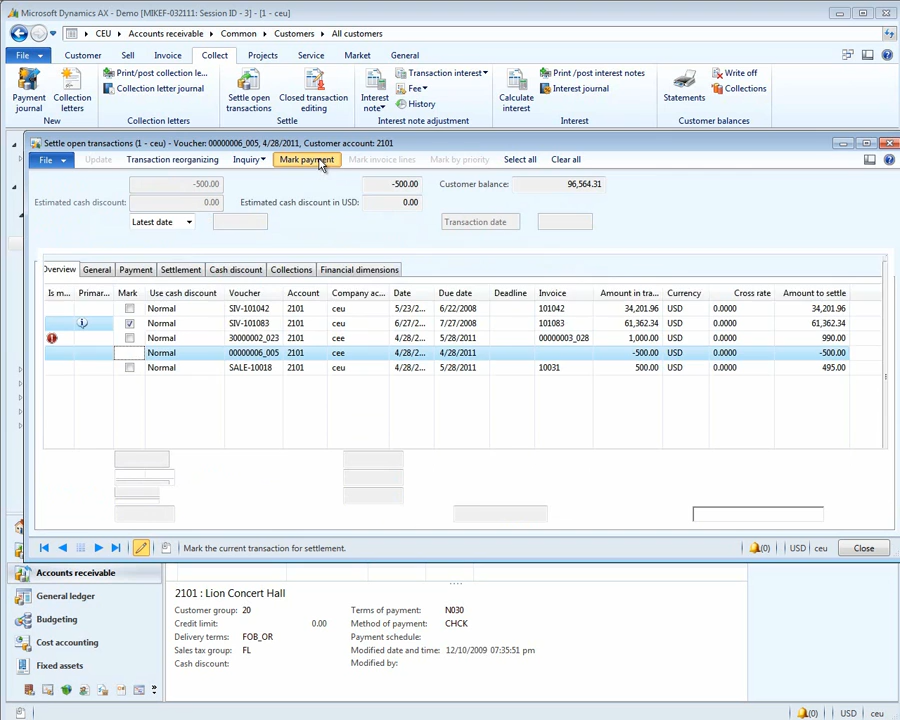 Microsoft Dynamics AX - Demo [MIKEF-032111: Session ID - 3] - [1 - ceu]
CEU Accounts receivable Common Customers All customers
File Customer Sell Invoice Collect Projects Service Market General
Payment journal
Collection letters
New
Print/post collection le...
Collection letter journal
Collection letters
Settle open transactions
Closed transaction editing
Settle
Interest note
Transaction interest
Fee
History
Interest note adjustment
Calculate interest
Print /post interest notes
Interest journal
Interest
Statements
Write off
Collections
Customer balances
Settle open transactions (1 - ceu) - Voucher: 00000006_005, 4/28/2011, Customer account: 2101
File Update Transaction reorganizing Inquiry Mark payment Mark invoice lines Mark by priority Select all Clear all
-500.00 -500.00 Customer balance: 96,564.31
Estimated cash discount: 0.00 Estimated cash discount in USD: 0.00
Latest date Transaction date
Overview General Payment Settlement Cash discount Collections Financial dimensions
Is m... Primar... Mark Use cash discount Voucher Account Company ac... Date Due date Deadline Invoice Amount in tra... Currency Cross rate Amount to settle
Normal SIV-101042 2101 ceu 5/23/2... 6/22/2008 101042 34,201.96 USD 0.0000 34,201.96
Normal SIV-101083 2101 ceu 6/27/2... 7/27/2008 101083 61,362.34 USD 0.0000 61,362.34
Normal 30000002_023 2101 cee 4/28/2... 5/28/2011 00000003_028 1,000.00 USD 0.0000 990.00
Normal 00000006_005 2101 cee 4/28/2... 4/28/2011 -500.00 USD 0.0000 -500.00
Normal SALE-10018 2101 ceu 4/28/2... 5/28/2011 10031 500.00 USD 0.0000 495.00
Mark the current transaction for settlement. (0) USD ceu Close
Accounts receivable
General ledger
Budgeting
Cost accounting
Fixed assets
2101 : Lion Concert Hall
Customer group: 20 Terms of payment: N030
Credit limit: 0.00 Method of payment: CHCK
Delivery terms: FOB_OR Payment schedule:
Sales tax group: FL Modified date and time: 12/10/2009 07:35:51 pm
Cash discount: Modified by:
(0) USD ceu